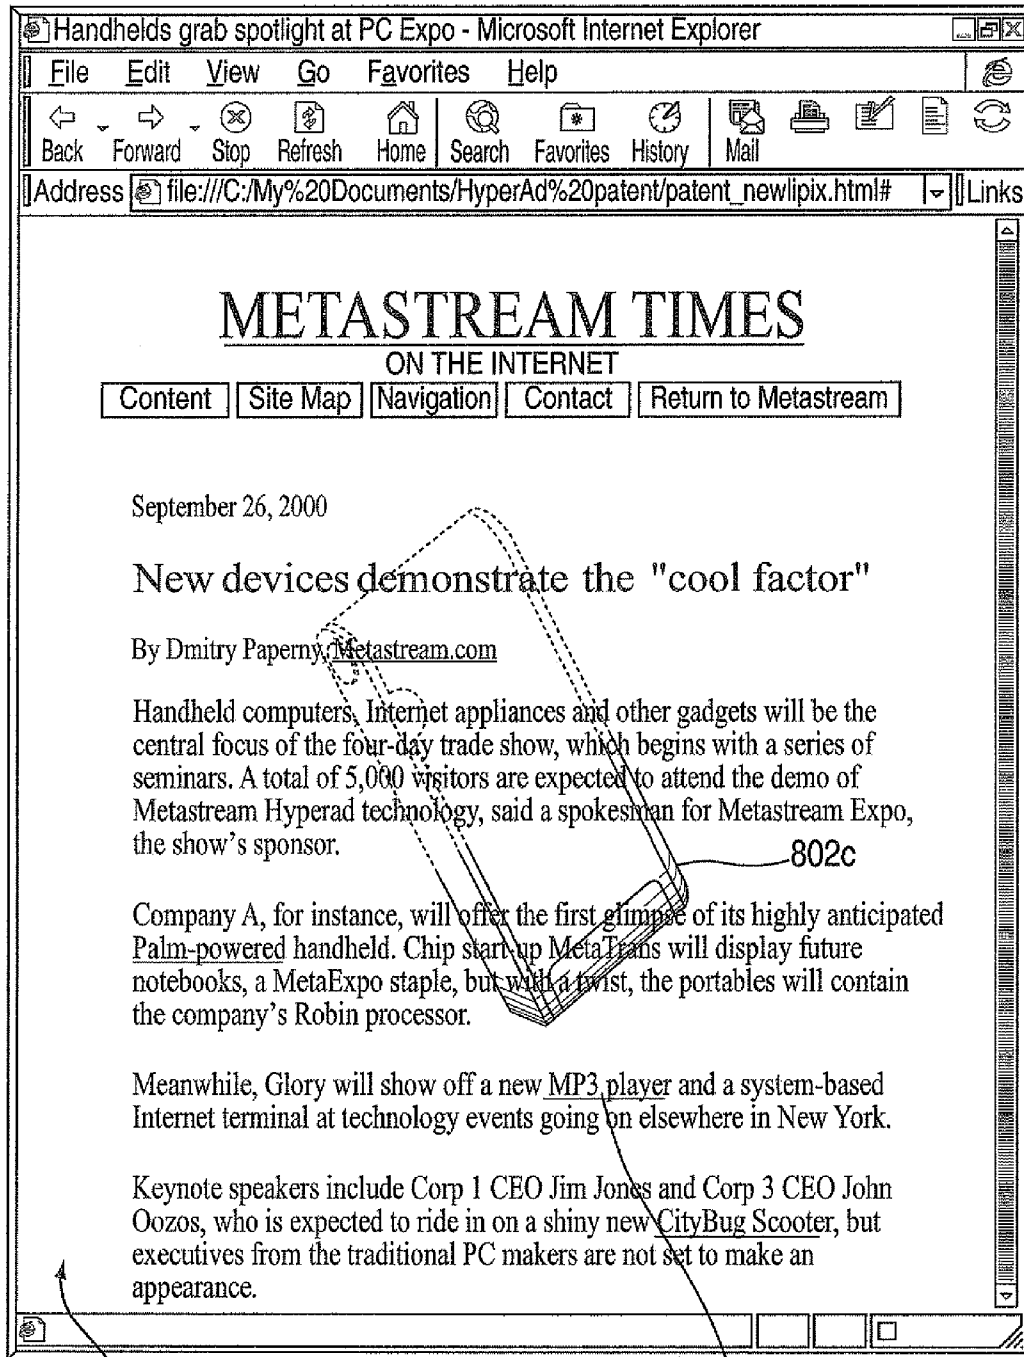 Handhelds grab spotlight at PC Expo - Microsoft Internet Explorer
File Edit View Go Favorites Help
Back Forward Stop Refresh Home Search Favorites History Mail
Address file:///C:/My%20Documents/HyperAd%20patent/patent_newlipix.html# Links
METASTREAM TIMES
ON THE INTERNET
Content Site Map Navigation Contact Return to Metastream
September 26, 2000
New devices demonstrate the "cool factor"
By Dmitry Paperny, Metastream.com
Handheld computers, Internet appliances and other gadgets will be the
central focus of the four-day trade show, which begins with a series of
seminars. A total of 5,000 visitors are expected to attend the demo of
Metastream Hyperad technology, said a spokesman for Metastream Expo,
the show's sponsor.
802c
Company A, for instance, will offer the first glimpse of its highly anticipated
Palm-powered handheld. Chip start-up MetaTrans will display future
notebooks, a MetaExpo staple, but with a twist, the portables will contain
the company's Robin processor.
Meanwhile, Glory will show off a new MP3 player and a system-based
Internet terminal at technology events going on elsewhere in New York.
Keynote speakers include Corp 1 CEO Jim Jones and Corp 3 CEO John
Oozos, who is expected to ride in on a shiny new CityBug Scooter, but
executives from the traditional PC makers are not set to make an
appearance.